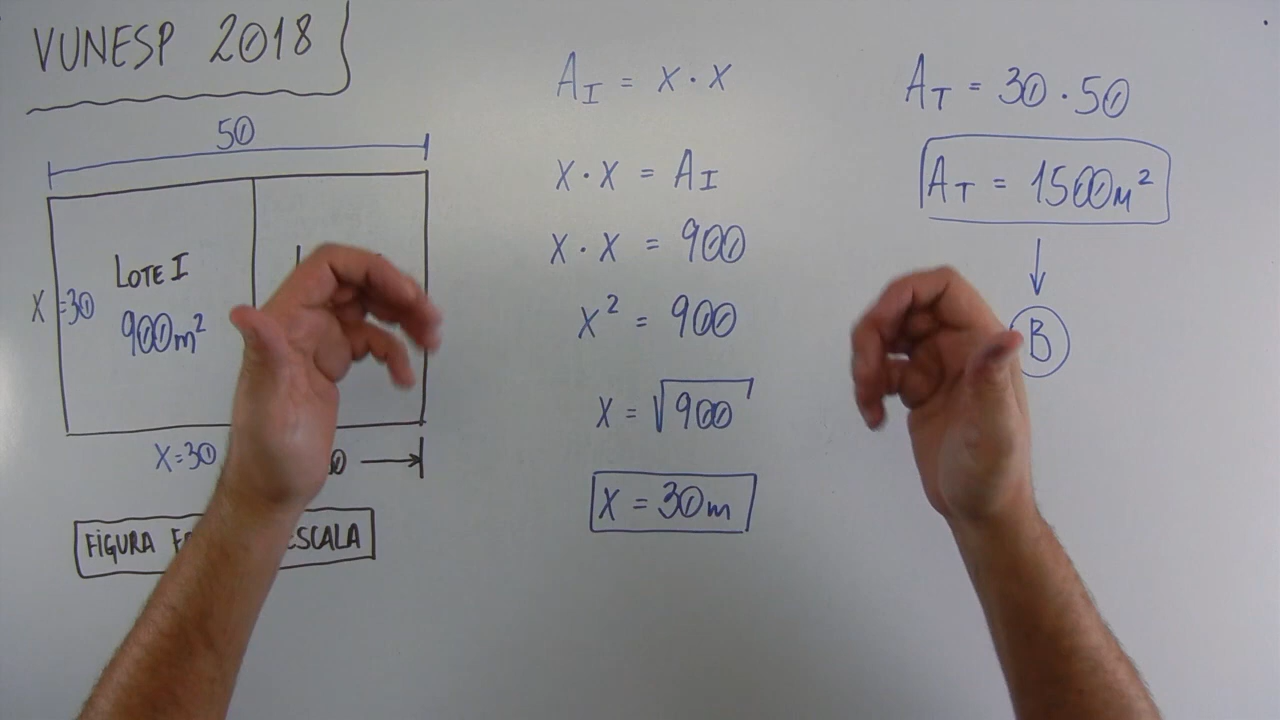 VUNESP 2018
50
LOTE I
900m²
X =30
X=30
FIGURA ESCALA
A_I = X · X
X · X = A_I
X · X = 900
X² = 900
X = √900
X = 30m
A_T = 30 · 50
A_T = 1500m²
B